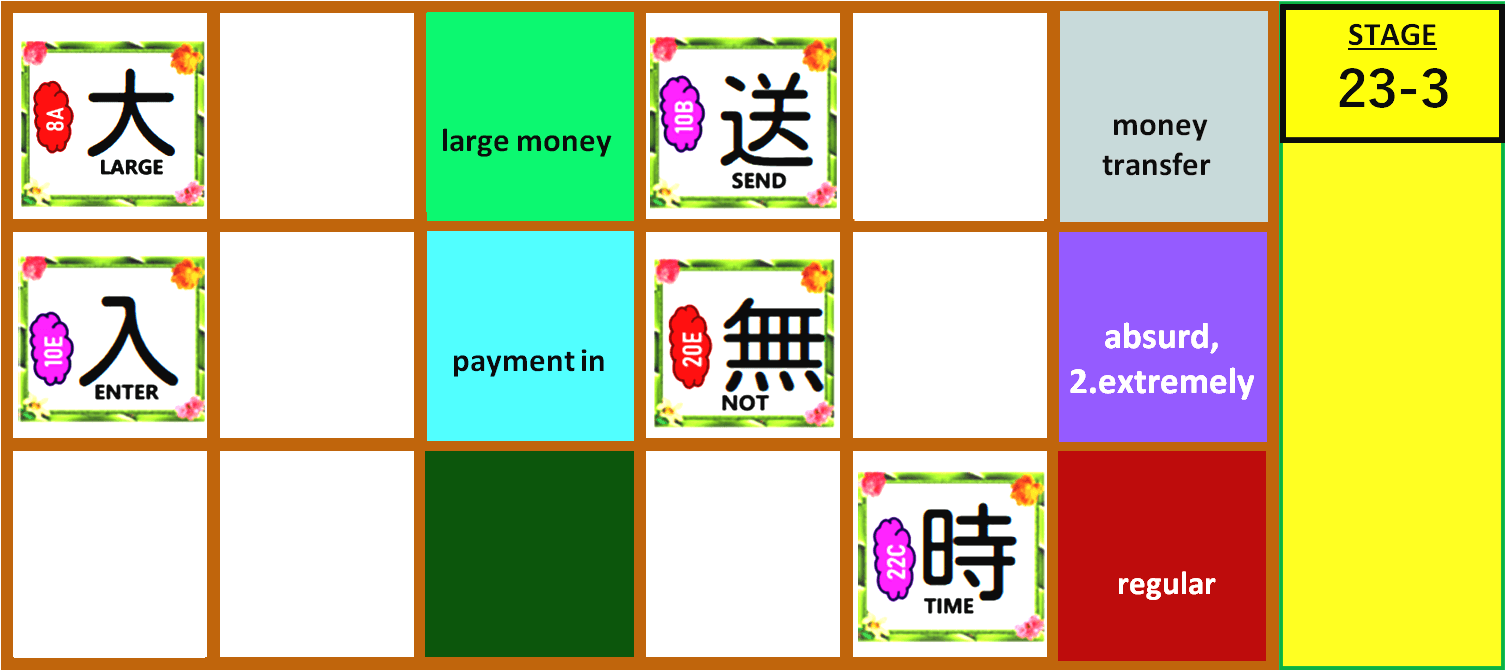 8A
大
LARGE
large money
10B
送
SEND
money
transfer
STAGE
23-3
10E
入
ENTER
payment in
20E
無
NOT
absurd,
2.extremely
22C
時
TIME
regular